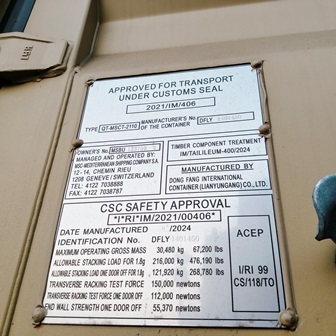 APPROVED FOR TRANSPORT
UNDER CUSTOMS SEAL
2021/IM/406
TYPE QT-MSCT-2110 MANUFACTURER'S No. OF THE CONTAINER DFLY
OWNER'S No. MSBU
MANAGED AND OPERATED BY:
MSC-MEDITERRANEAN SHIPPING COMPANY S.A.
12 - 14, CHEMIN RIEU
1208 GENEVE / SWITZERLAND
TEL: 4122 7038888
FAX: 4122 7038787
TIMBER COMPONENT TREATMENT
IM/TAILILEUM-400/2024
MANUFACTURED BY
DONG FANG INTERNATIONAL
CONTAINER (LIANYUNGANG) CO.,LTD.
CSC SAFETY APPROVAL
*I*RI*IM/2021/00406*
DATE MANUFACTURED /2024
IDENTIFICATION No. DFLY
MAXIMUM OPERATING GROSS MASS 30,480 kg 67,200 lbs
ALLOWABLE STACKING LOAD FOR 1.8g 216,000 kg 476,190 lbs
ALLOWABLE STACKING LOAD ONE DOOR OFF FOR 1.8g 121,920 kg 268,780 lbs
TRANSVERSE RACKING TEST FORCE 150,000 newtons
TRANSVERSE RACKING TEST FORCE ONE DOOR OFF 112,000 newtons
END WALL STRENGTH ONE DOOR OFF 55,370 newtons
ACEP
I/RI 99
CS/118/TO